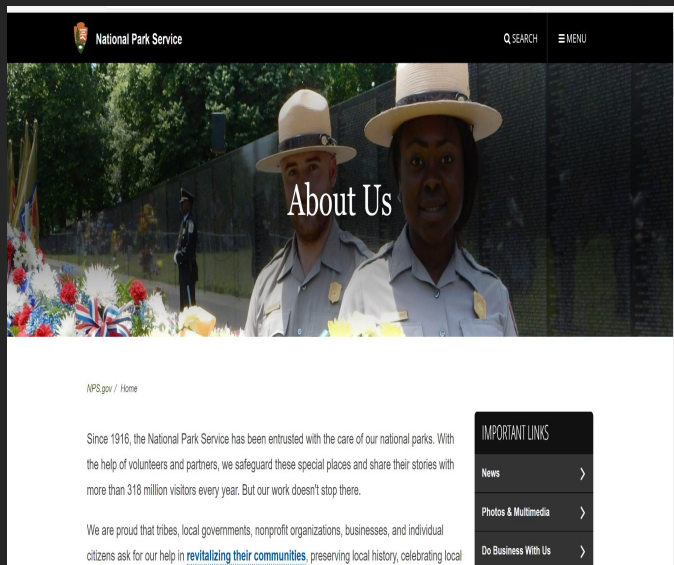 National Park Service
SEARCH
MENU
About Us
NPS.gov / Home
Since 1916, the National Park Service has been entrusted with the care of our national parks. With
the help of volunteers and partners, we safeguard these special places and share their stories with
more than 318 million visitors every year. But our work doesn't stop there.
We are proud that tribes, local governments, nonprofit organizations, businesses, and individual
citizens ask for our help in revitalizing their communities, preserving local history, celebrating local
IMPORTANT LINKS
News
Photos & Multimedia
Do Business With Us